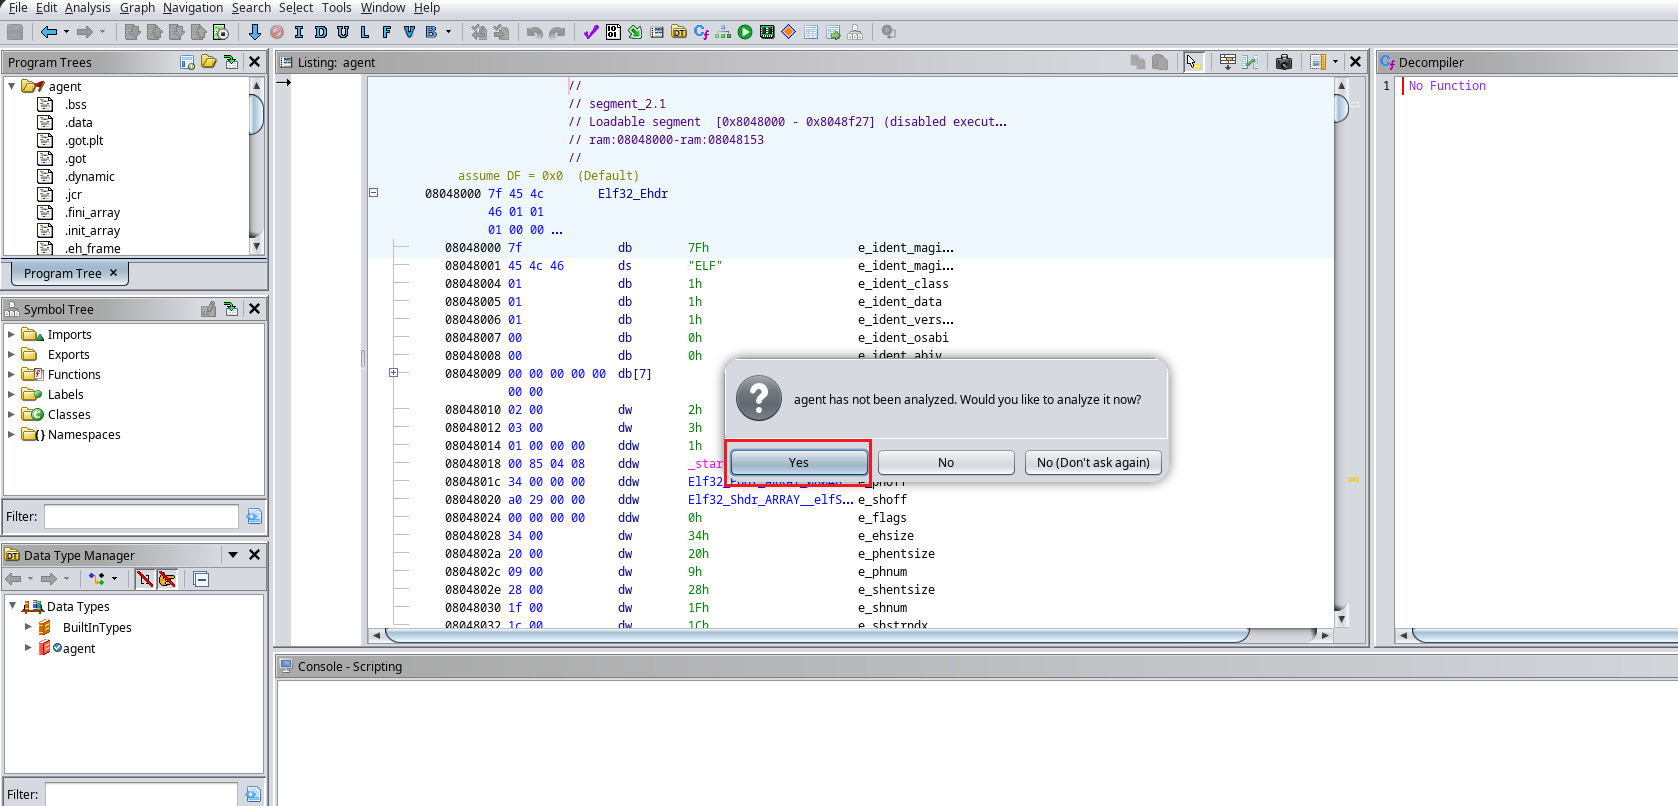 File Edit Analysis Graph Navigation Search Select Tools Window Help
I D U L F V B
Program Trees
agent
.bss
.data
.got.plt
.got
.dynamic
.jcr
.fini_array
.init_array
.eh_frame
Program Tree ×
Symbol Tree
Imports
Exports
Functions
Labels
Classes
Namespaces
Filter:
Data Type Manager
Data Types
BuiltInTypes
agent
Filter:
Listing: agent
//
// segment_2.1
// Loadable segment [0x8048000 - 0x8048f27] (disabled execut...
// ram:08048000-ram:08048153
//
assume DF = 0x0 (Default)
08048000 7f 45 4c Elf32_Ehdr
46 01 01
01 00 00 ...
08048000 7f db 7Fh e_ident_magi...
08048001 45 4c 46 ds "ELF" e_ident_magi...
08048004 01 db 1h e_ident_class
08048005 01 db 1h e_ident_data
08048006 01 db 1h e_ident_vers...
08048007 00 db 0h e_ident_osabi
08048008 00 db 0h e_ident_abiv
08048009 00 00 00 00 00 db[7]
00 00
08048010 02 00 dw 2h
08048012 03 00 dw 3h
08048014 01 00 00 00 ddw 1h
08048018 00 85 04 08 ddw _star
0804801c 34 00 00 00 ddw e_phoff
08048020 a0 29 00 00 ddw Elf32_Shdr_ARRAY__elfS... e_shoff
08048024 00 00 00 00 ddw 0h e_flags
08048028 34 00 dw 34h e_ehsize
0804802a 20 00 dw 20h e_phentsize
0804802c 09 00 dw 9h e_phnum
0804802e 28 00 dw 28h e_shentsize
08048030 1f 00 dw 1Fh e_shnum
08048032 1c 00 dw 1Ch e_shstrndx
agent has not been analyzed. Would you like to analyze it now?
Yes
No
No (Don't ask again)
Decompiler
1 No Function
Console - Scripting